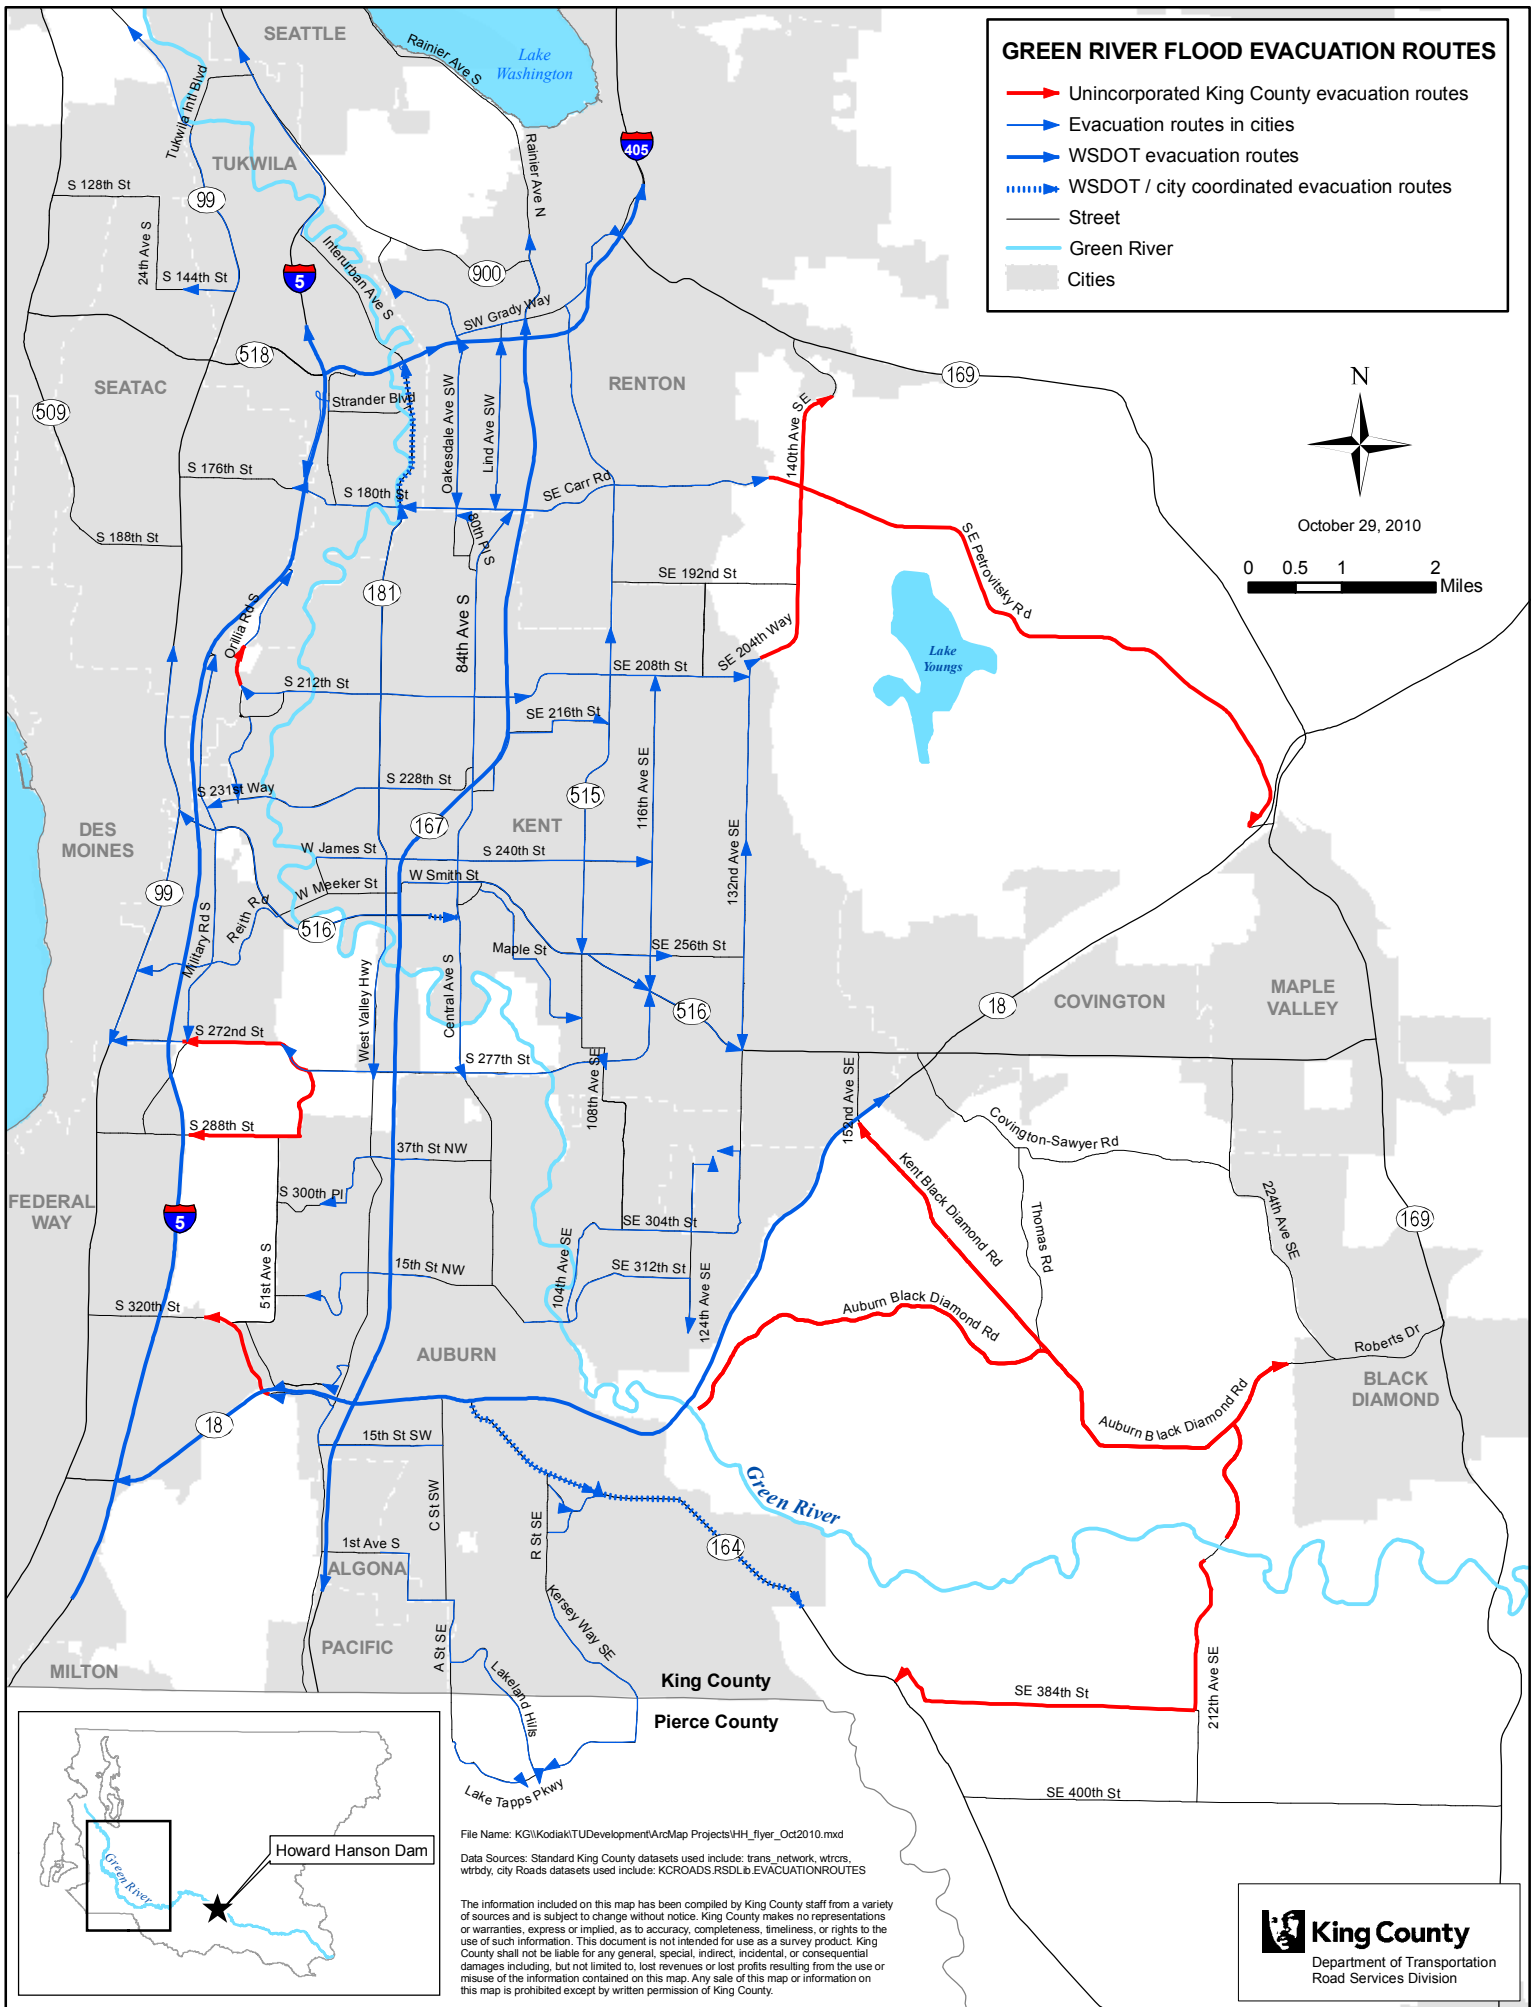 GREEN RIVER FLOOD EVACUATION ROUTES
Unincorporated King County evacuation routes
Evacuation routes in cities
WSDOT evacuation routes
WSDOT / city coordinated evacuation routes
Street
Green River
Cities
SEATTLE
Rainier Ave S
Lake
Washington
Tukwila Intl Blvd
TUKWILA
Rainier Ave N
405
S 128th St
99
24th Ave S
S 144th St
Interurban Ave S
5
900
SW Grady Way
518
SEATAC
RENTON
169
509
Strander Blvd
Oakesdale Ave SW
Lind Ave SW
140th Ave SE
N
S 176th St
S 180th St
SE Carr Rd
80th Pl S
October 29, 2010
0 0.5 1 2
Miles
S 188th St
SE Petrovitsky Rd
181
SE 192nd St
84th Ave S
Orillia Rd S
SE 204th Way
Lake
Youngs
SE 208th St
S 212th St
SE 216th St
116th Ave SE
S 228th St
S 231st Way
515
DES
MOINES
167
KENT
132nd Ave SE
W James St
S 240th St
W Meeker St
W Smith St
99
Reith Rd
516
Military Rd S
Maple St
SE 256th St
West Valley Hwy
Central Ave S
516
18
COVINGTON
MAPLE
VALLEY
S 272nd St
S 277th St
108th Ave SE
152nd Ave SE
S 288th St
Covington-Sawyer Rd
37th St NW
Kent Black Diamond Rd
S 300th Pl
FEDERAL
WAY
5
SE 304th St
Thomas Rd
224th Ave SE
169
51st Ave S
15th St NW
104th Ave SE
SE 312th St
124th Ave SE
S 320th St
Auburn Black Diamond Rd
Roberts Dr
AUBURN
BLACK
DIAMOND
18
Auburn Black Diamond Rd
15th St SW
C St SW
Green River
R St SE
1st Ave S
ALGONA
164
Kersey Way SE
PACIFIC
A St SE
MILTON
Lakeland Hills
King County
Pierce County
SE 384th St
212th Ave SE
Lake Tapps Pkwy
SE 400th St
Howard Hanson Dam
Green River
File Name: KG\\Kodiak\TUDevelopment\ArcMap Projects\HH_flyer_Oct2010.mxd
Data Sources: Standard King County datasets used include: trans_network, wtrcrs,
wtrbdy, city Roads datasets used include: KCROADS.RSDLib.EVACUATIONROUTES
The information included on this map has been compiled by King County staff from a variety
of sources and is subject to change without notice. King County makes no representations
or warranties, express or implied, as to accuracy, completeness, timeliness, or rights to the
use of such information. This document is not intended for use as a survey product. King
County shall not be liable for any general, special, indirect, incidental, or consequential
damages including, but not limited to, lost revenues or lost profits resulting from the use or
misuse of the information contained on this map. Any sale of this map or information on
this map is prohibited except by written permission of King County.
King County
Department of Transportation
Road Services Division